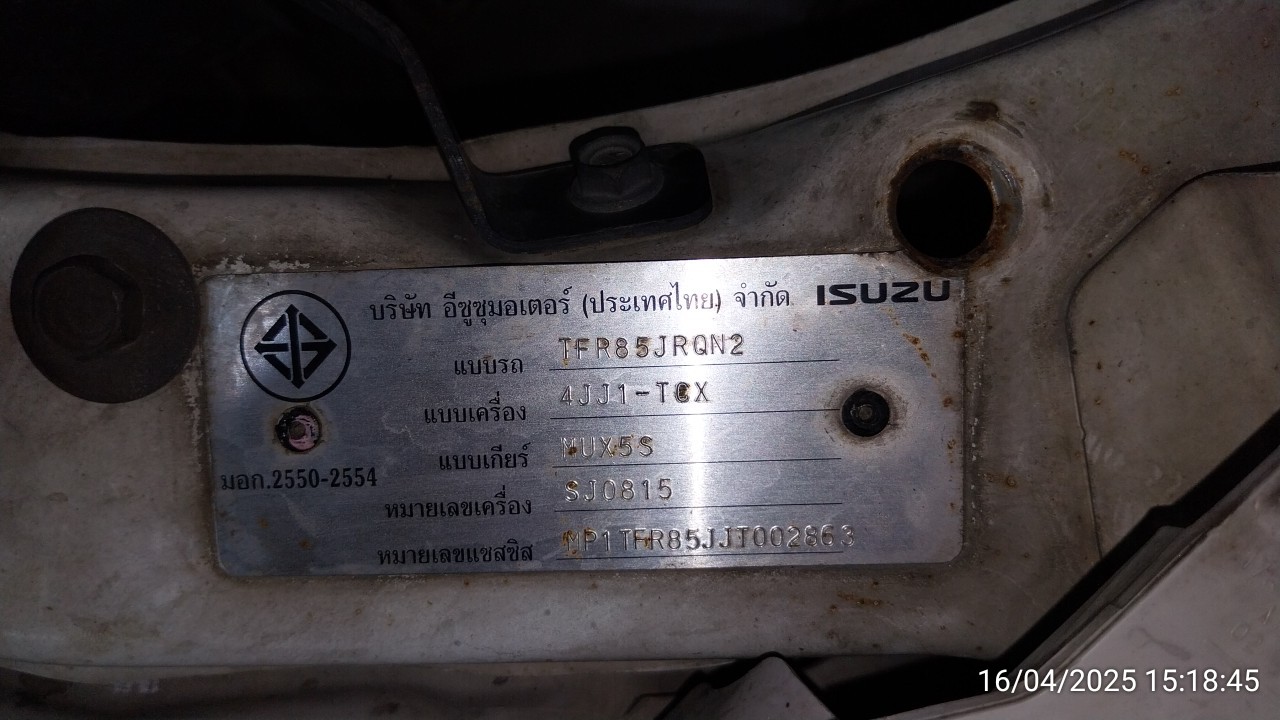 บริษัท อีซูซุมอเตอร์ (ประเทศไทย) จำกัด ISUZU
แบบรถ TFR85JRQN2
แบบเครื่อง 4JJ1-TCX
แบบเกียร์ MUX5S
มอก.2550-2554
หมายเลขเครื่อง SJ0815
หมายเลขแชสซิส MP1TFR85JJT002863
16/04/2025 15:18:45